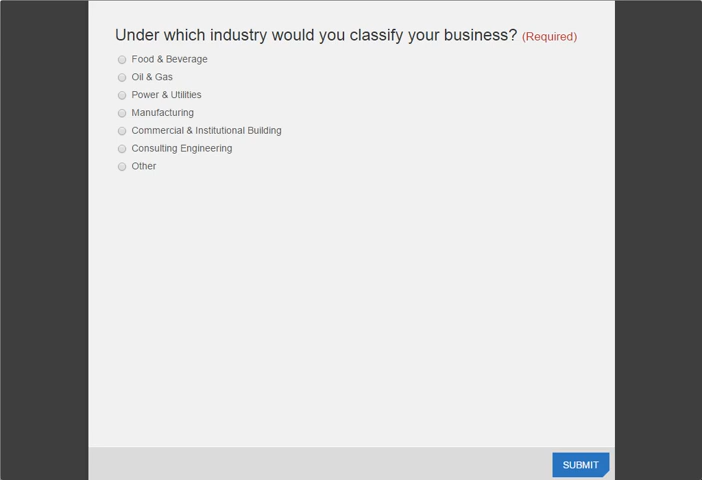 Under which industry would you classify your business? (Required)
Food & Beverage
Oil & Gas
Power & Utilities
Manufacturing
Commercial & Institutional Building
Consulting Engineering
Other
SUBMIT